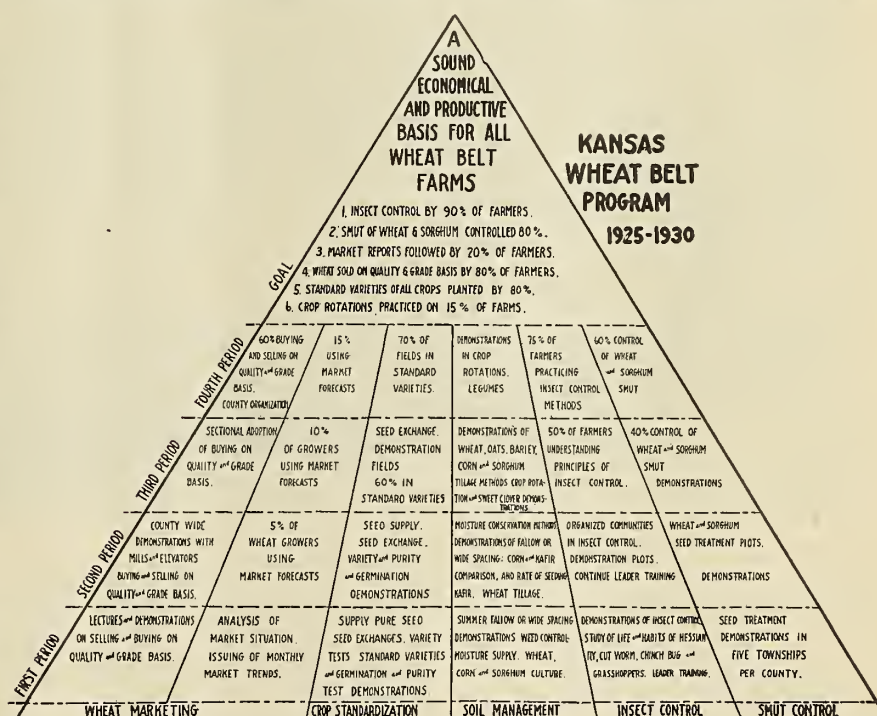 A
SOUND
ECONOMICAL
AND PRODUCTIVE
BASIS FOR ALL
WHEAT BELT
FARMS
KANSAS
WHEAT BELT
PROGRAM
1925-1930
1. INSECT CONTROL BY 90% OF FARMERS.
2. SMUT OF WHEAT & SORGHUM CONTROLLED 80%.
3. MARKET REPORTS FOLLOWED BY 20% OF FARMERS.
4. WHEAT SOLD ON QUALITY & GRADE BASIS BY 80% OF FARMERS.
5. STANDARD VARIETIES OF ALL CROPS PLANTED BY 80%.
6. CROP ROTATIONS PRACTICED ON 15% OF FARMS.
GOAL
FOURTH PERIOD
60% BUYING
AND SELLING ON
QUALITY and GRADE
BASIS.
COUNTY ORGANIZATION
15%
USING
MARKET
FORECASTS
70% OF
FIELDS IN
STANDARD
VARIETIES.
DEMONSTRATIONS
IN CROP
ROTATIONS.
LEGUMES
75% OF
FARMERS
PRACTICING
INSECT CONTROL
METHODS
60% CONTROL
OF WHEAT
and SORGHUM
SMUT
THIRD PERIOD
SECTIONAL ADOPTION
OF BUYING ON
QUALITY and GRADE
BASIS.
10%
OF GROWERS
USING MARKET
FORECASTS
SEED EXCHANGE.
DEMONSTRATION
FIELDS
60% IN
STANDARD VARIETIES
DEMONSTRATION'S OF
WHEAT, OATS, BARLEY,
CORN and SORGHUM
TILLAGE METHODS CROP ROTA-
TION and SWEET CLOVER DEMONS-
TRATIONS
50% OF FARMERS
UNDERSTANDING
PRINCIPLES OF
INSECT CONTROL.
40% CONTROL OF
WHEAT and SORGHUM
SMUT
DEMONSTRATIONS
SECOND PERIOD
COUNTY WIDE
DEMONSTRATIONS WITH
MILLS and ELEVATORS
BUYING and SELLING ON
QUALITY and GRADE BASIS.
5% OF
WHEAT GROWERS
USING
MARKET FORECASTS
SEED SUPPLY.
SEED EXCHANGE.
VARIETY and PURITY
and GERMINATION
DEMONSTRATIONS
MOISTURE CONSERVATION METHODS
DEMONSTRATIONS OF FALLOW OR
WIDE SPACING: CORN and KAFIR
COMPARISON, AND RATE OF SEEDING
KAFIR. WHEAT TILLAGE.
ORGANIZED COMMUNITIES
IN INSECT CONTROL.
DEMONSTRATION PLOTS.
CONTINUE LEADER TRAINING
WHEAT and SORGHUM
SEED TREATMENT PLOTS.
DEMONSTRATIONS
FIRST PERIOD
LECTURES and DEMONSTRATIONS
ON SELLING and BUYING ON
QUALITY and GRADE BASIS.
ANALYSIS OF
MARKET SITUATION.
ISSUING OF MONTHLY
MARKET TRENDS.
SUPPLY PURE SEED
SEED EXCHANGES. VARIETY
TESTS STANDARD VARIETIES
and GERMINATION and PURITY
TEST DEMONSTRATIONS
SUMMER FALLOW OR WIDE SPACING
DEMONSTRATIONS WEED CONTROL
MOISTURE SUPPLY. WHEAT,
CORN and SORGHUM CULTURE.
DEMONSTRATIONS OF INSECT CONTROL
STUDY OF LIFE and HABITS OF HESSIAN
FLY, CUT WORM, CHINCH BUG and
GRASSHOPPERS. LEADER TRAINING.
SEED TREATMENT
DEMONSTRATIONS IN
FIVE TOWNSHIPS
PER COUNTY.
WHEAT MARKETING
CROP STANDARDIZATION
SOIL MANAGEMENT
INSECT CONTROL
SMUT CONTROL